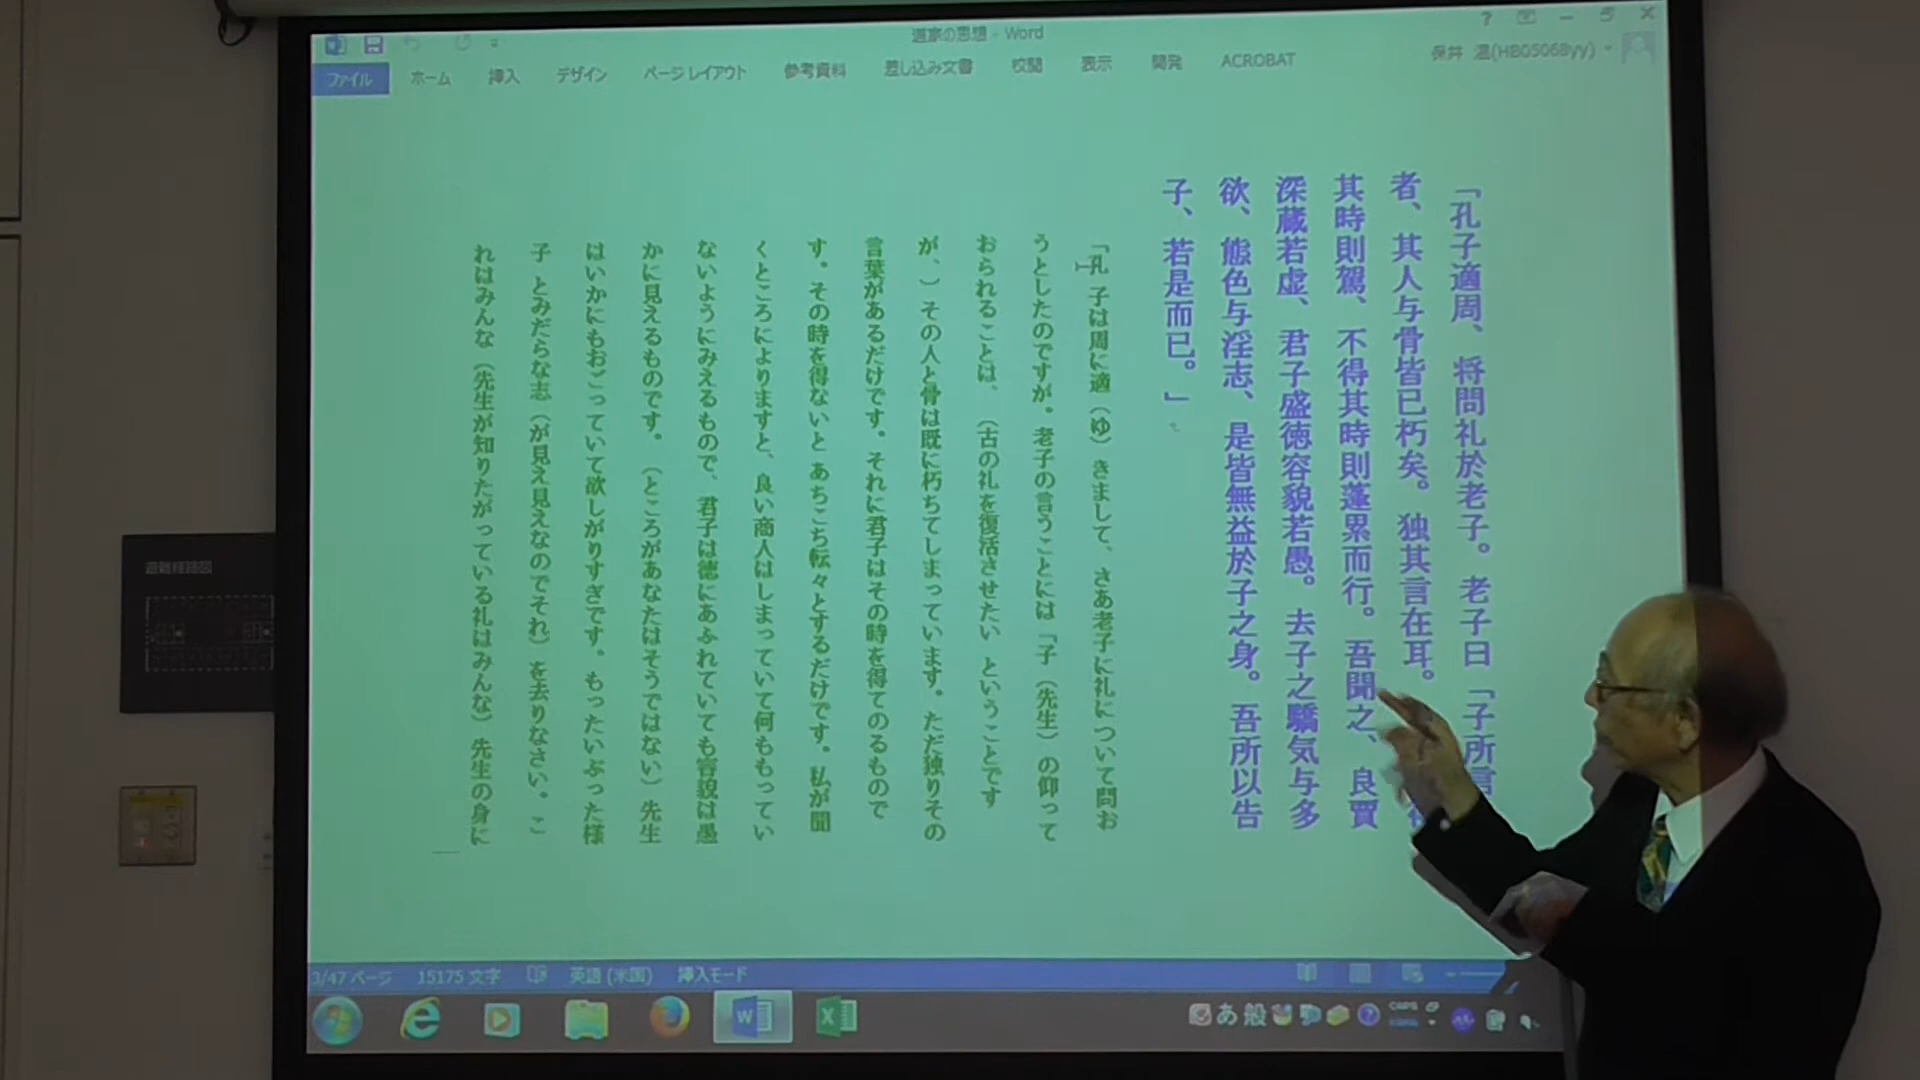 道家の思想 - Word
ファイル ホーム 挿入 デザイン ページ レイアウト 参考資料 差し込み文書 校閲 表示 開発 ACROBAT
保井 温(HB05068yy)
「孔子適周、将問礼於老子。老子曰「子所言
者、其人与骨皆已朽矣。独其言在耳。
其時則駕、不得其時則蓬累而行。吾聞之、良賈
深蔵若虚、君子盛徳容貌若愚。去子之驕気与多
欲、態色与淫志、是皆無益於子之身。吾所以告
子、若是而已。」
「孔 子は周に適（ゆ）きまして、さあ老子に礼について問お
うとしたのですが。老子の言うことには「子（先生）の仰って
おられることは、（古の礼を復活させたい ということです
が、）その人と骨は既に朽ちてしまっています。ただ独りその
言葉があるだけです。それに君子はその時を得てのるもので
す。その時を得ないと あちこち転々とするだけです。私が聞
くところによりますと、良い商人はしまっていて何ももってい
ないようにみえるもので、君子は徳にあふれていても容貌は愚
かに見えるものです。（ところがあなたはそうではない）先生
はいかにもおごっていて欲しがりすぎです。もったいぶった様
子 とみだらな志（が見え見えなのでそれ）を去りなさい。こ
れはみんな（先生が知りたがっている礼はみんな）先生の身に
3/47 ページ 15175 文字 英語 (米国) 挿入モード
あ 般 CAPS
避難経路図